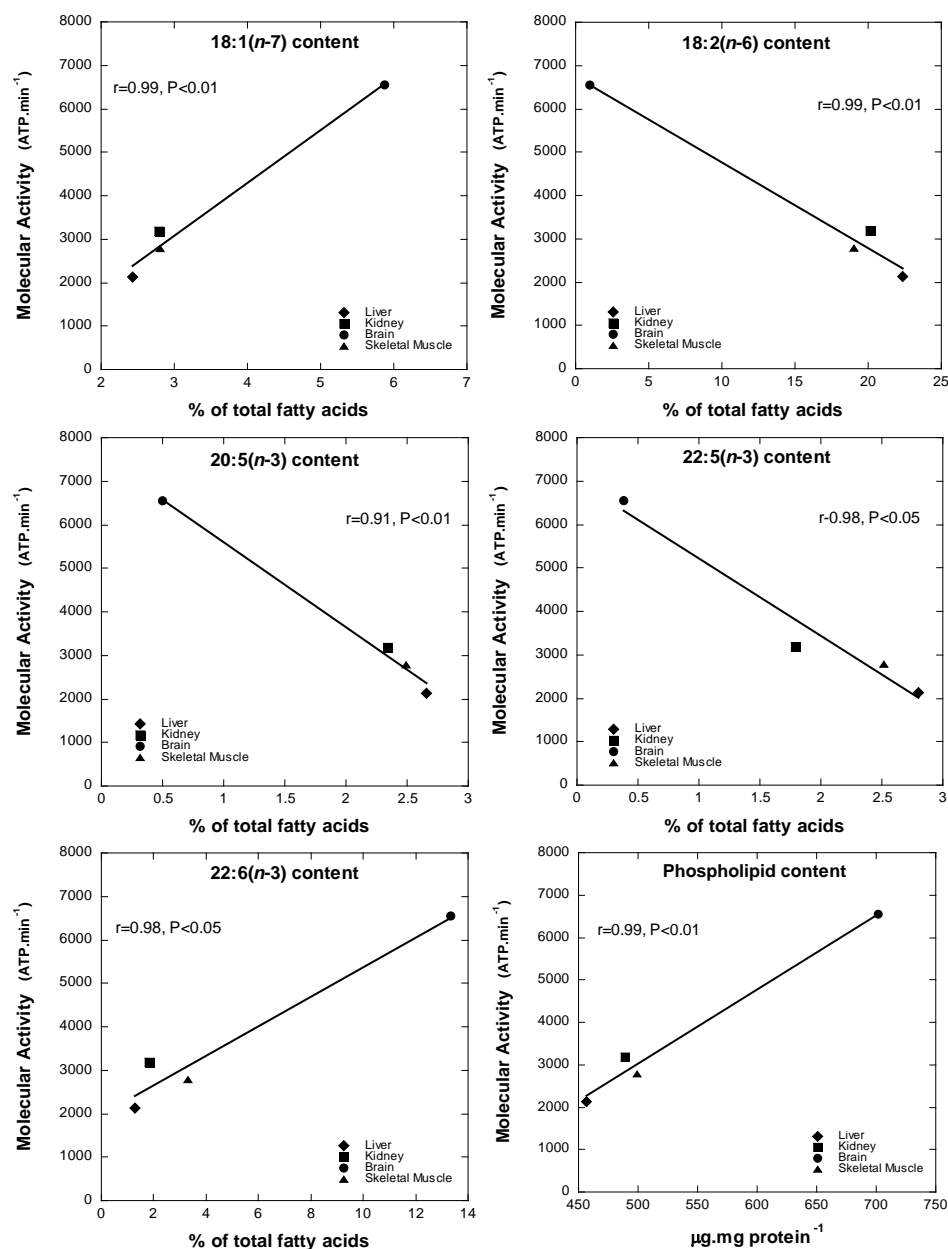 18:1(n-7) content
r=0.99, P<0.01
Molecular Activity (ATP.min⁻¹)
8000
7000
6000
5000
4000
3000
2000
1000
0
Liver
Kidney
Brain
Skeletal Muscle
2 3 4 5 6 7
% of total fatty acids
18:2(n-6) content
r=0.99, P<0.01
Molecular Activity (ATP.min⁻¹)
8000
7000
6000
5000
4000
3000
2000
1000
0
Liver
Kidney
Brain
Skeletal Muscle
0 5 10 15 20 25
% of total fatty acids
20:5(n-3) content
r=0.91, P<0.01
Molecular Activity (ATP.min⁻¹)
8000
7000
6000
5000
4000
3000
2000
1000
0
Liver
Kidney
Brain
Skeletal Muscle
0 0.5 1 1.5 2 2.5 3
% of total fatty acids
22:5(n-3) content
r-0.98, P<0.05
Molecular Activity (ATP.min⁻¹)
8000
7000
6000
5000
4000
3000
2000
1000
0
Liver
Kidney
Brain
Skeletal Muscle
0 0.5 1 1.5 2 2.5 3
% of total fatty acids
22:6(n-3) content
r=0.98, P<0.05
Molecular Activity (ATP.min⁻¹)
8000
7000
6000
5000
4000
3000
2000
1000
0
Liver
Kidney
Brain
Skeletal Muscle
0 2 4 6 8 10 12 14
% of total fatty acids
Phospholipid content
r=0.99, P<0.01
Molecular Activity (ATP.min⁻¹)
8000
7000
6000
5000
4000
3000
2000
1000
0
Liver
Kidney
Brain
Skeletal Muscle
450 500 550 600 650 700 750
µg.mg protein⁻¹